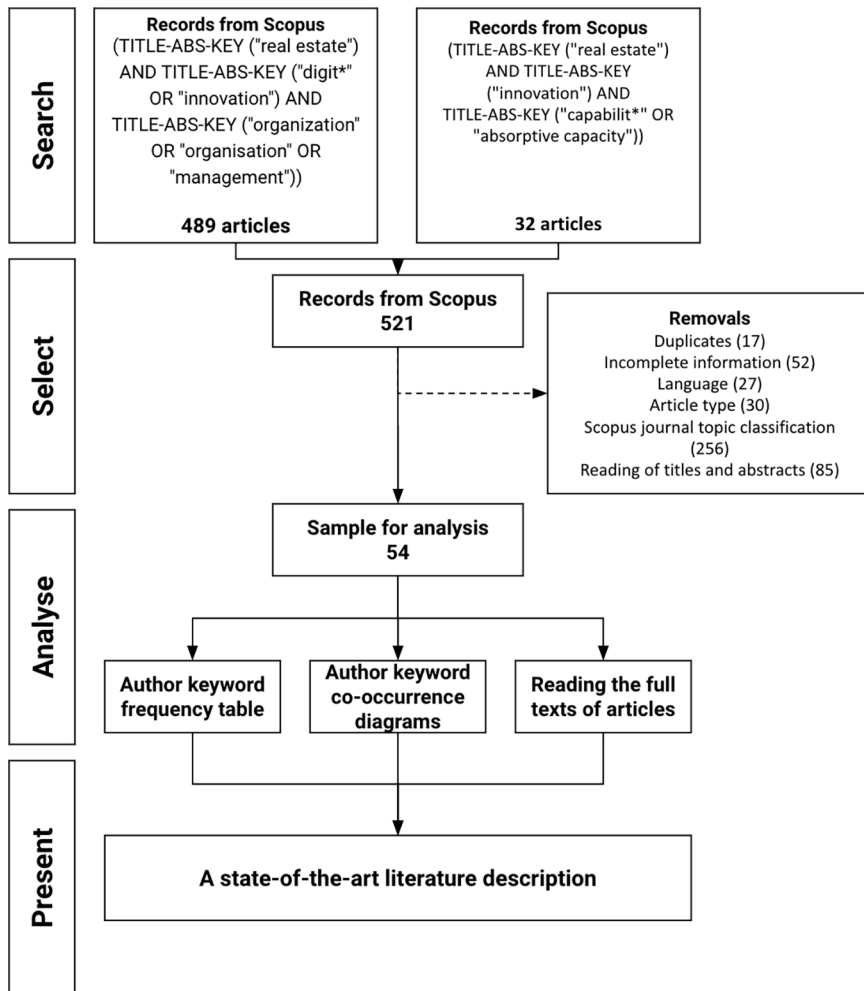 Search
Records from Scopus
(TITLE-ABS-KEY ("real estate")
AND TITLE-ABS-KEY ("digit*"
OR "innovation") AND
TITLE-ABS-KEY ("organization"
OR "organisation" OR
"management"))
489 articles
Records from Scopus
(TITLE-ABS-KEY ("real estate")
AND TITLE-ABS-KEY
("innovation") AND
TITLE-ABS-KEY ("capabilit*" OR
"absorptive capacity"))
32 articles
Select
Records from Scopus
521
Removals
Duplicates (17)
Incomplete information (52)
Language (27)
Article type (30)
Scopus journal topic classification
(256)
Reading of titles and abstracts (85)
Analyse
Sample for analysis
54
Author keyword
frequency table
Author keyword
co-occurrence
diagrams
Reading the full
texts of articles
Present
A state-of-the-art literature description